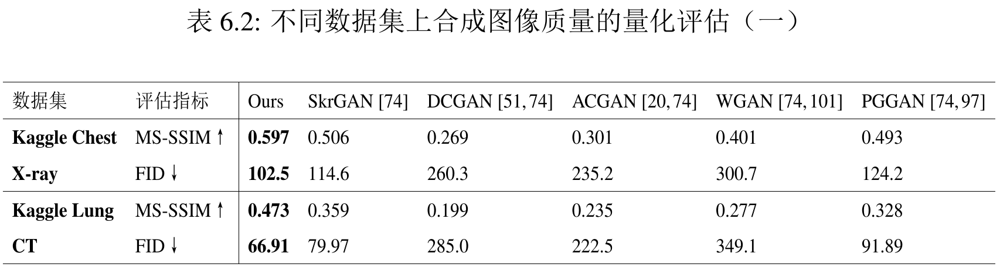 表 6.2: 不同数据集上合成图像质量的量化评估（一）
数据集 评估指标 Ours SkrGAN [74] DCGAN [51, 74] ACGAN [20, 74] WGAN [74, 101] PGGAN [74, 97]
Kaggle Chest MS-SSIM ↑ 0.597 0.506 0.269 0.301 0.401 0.493
X-ray FID ↓ 102.5 114.6 260.3 235.2 300.7 124.2
Kaggle Lung MS-SSIM ↑ 0.473 0.359 0.199 0.235 0.277 0.328
CT FID ↓ 66.91 79.97 285.0 222.5 349.1 91.89